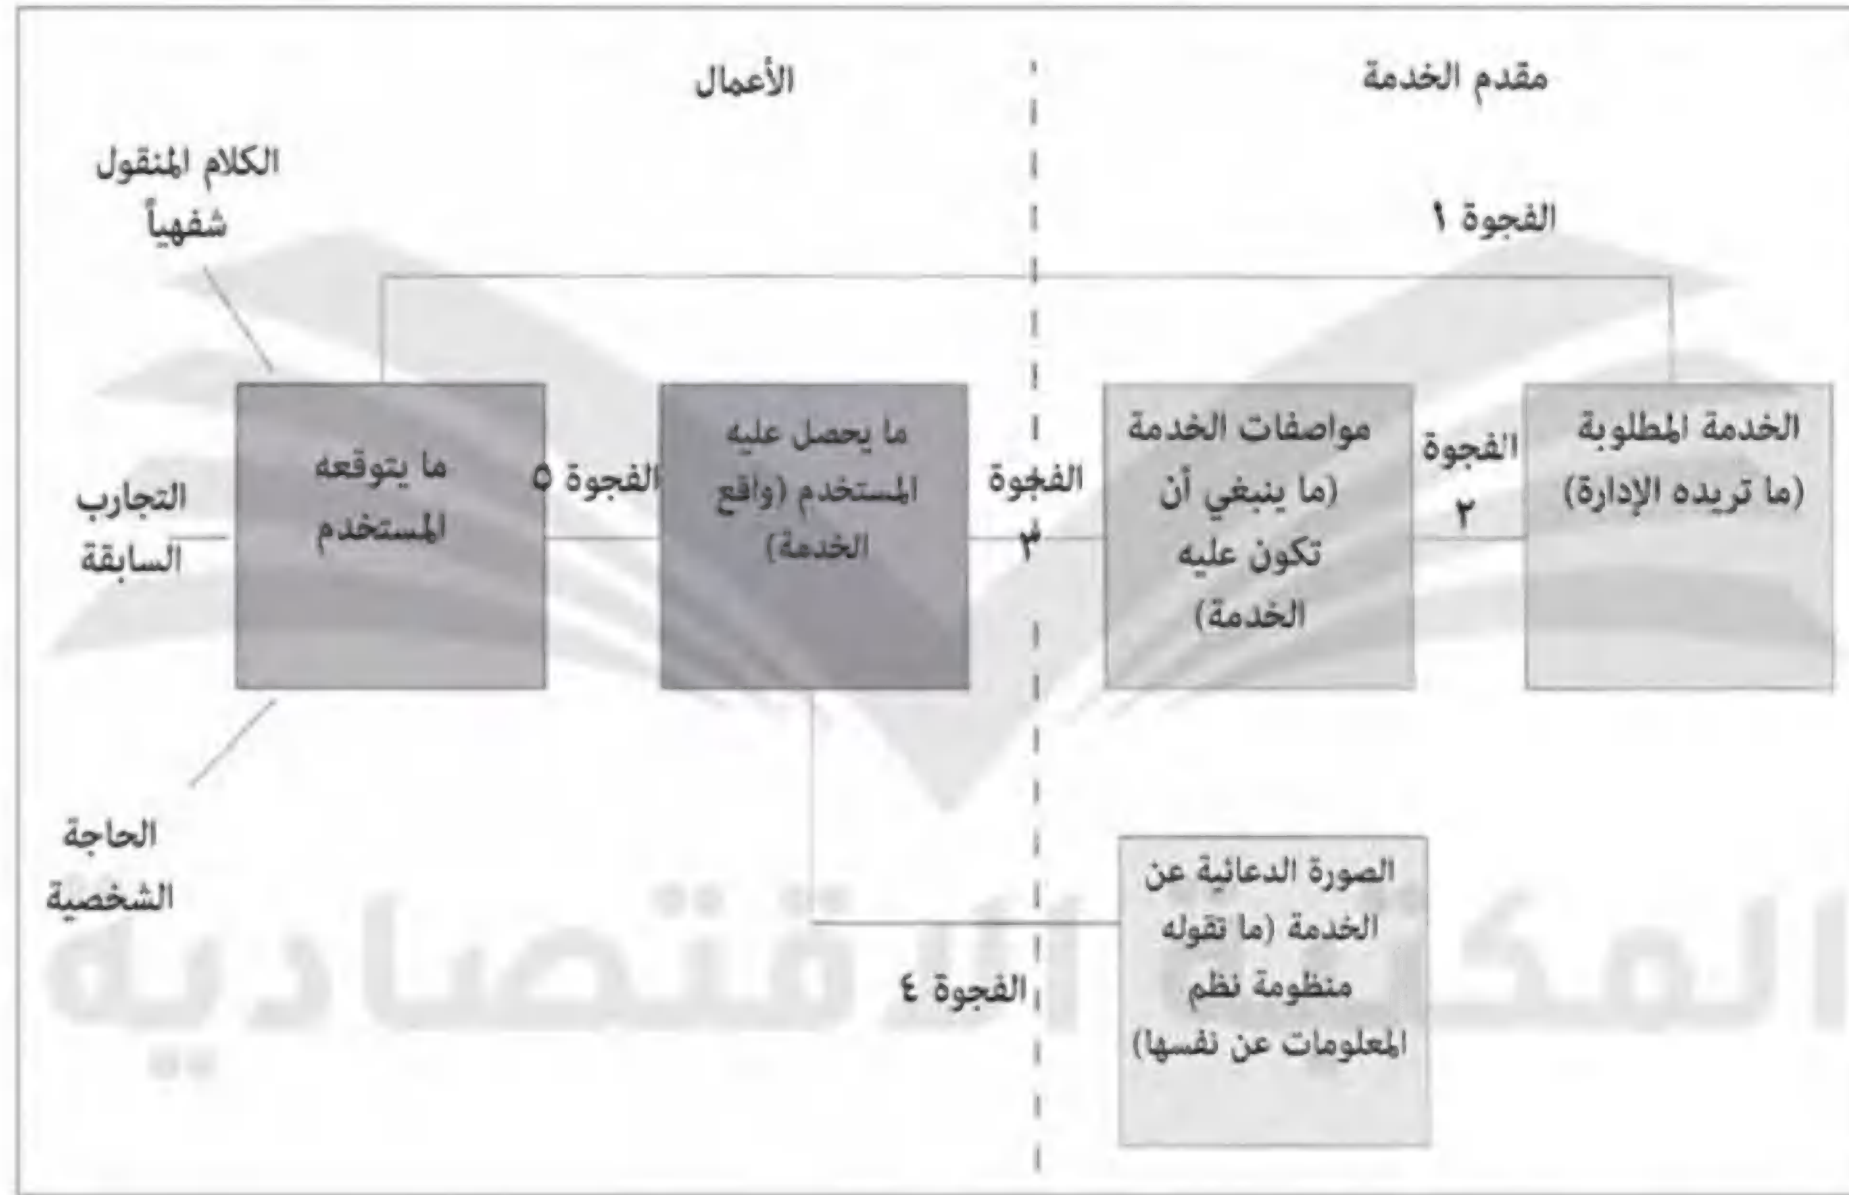 مقدم الخدمة
الأعمال
الكلام المنقول
شفهياً
الفجوة ١
الخدمة المطلوبة
(ما تريده الإدارة)
الفجوة
٢
مواصفات الخدمة
(ما ينبغي أن
تكون عليه
الخدمة)
الفجوة
٣
ما يحصل عليه
المستخدم (واقع
الخدمة)
الفجوة ٥
ما يتوقعه
المستخدم
التجارب
السابقة
الحاجة
الشخصية
الصورة الدعائية عن
الخدمة (ما تقوله
منظومة نظم
المعلومات عن نفسها)
الفجوة ٤
المكتبة الاقتصادية